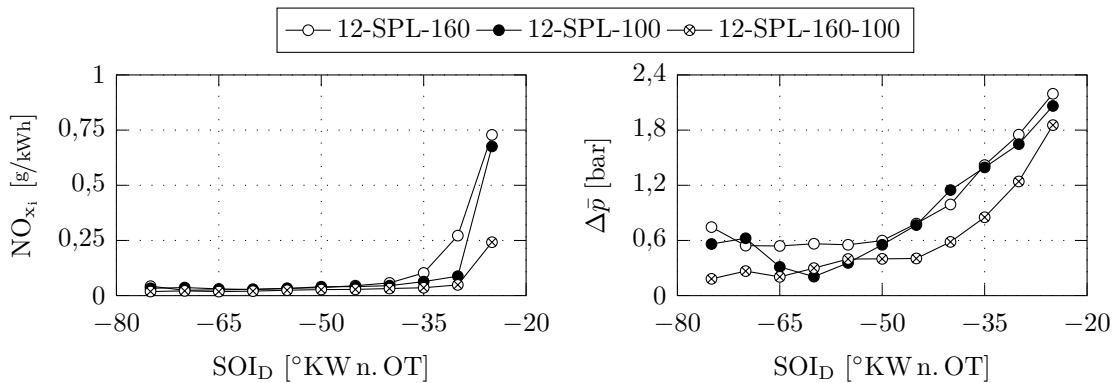 12-SPL-160 12-SPL-100 12-SPL-160-100
NOxi [g/kWh]
1
0,75
0,5
0,25
0
−80 −65 −50 −35 −20
SOID [°KW n. OT]
Δp̄ [bar]
2,4
1,8
1,2
0,6
0
−80 −65 −50 −35 −20
SOID [°KW n. OT]